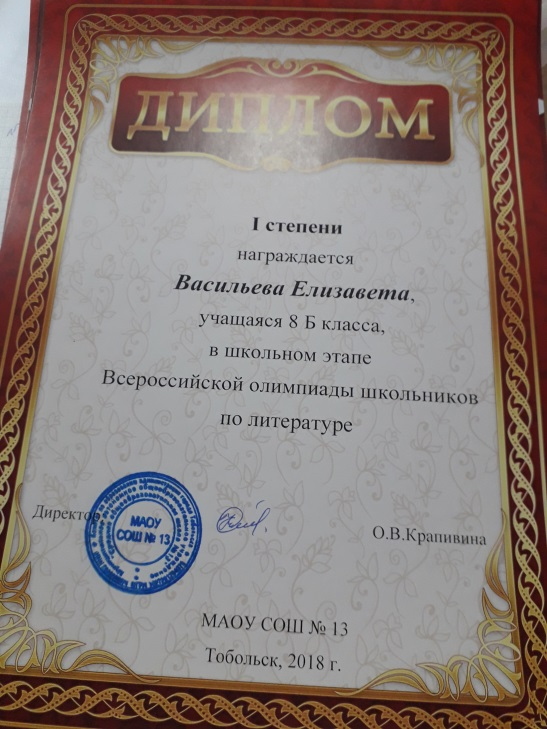 ДИПЛОМ
I степени
награждается
Васильева Елизавета,
учащаяся 8 Б класса,
в школьном этапе
Всероссийской олимпиады школьников
по литературе
Директор
МАОУ
СОШ № 13
О.В.Крапивина
МАОУ СОШ № 13
Тобольск, 2018 г.